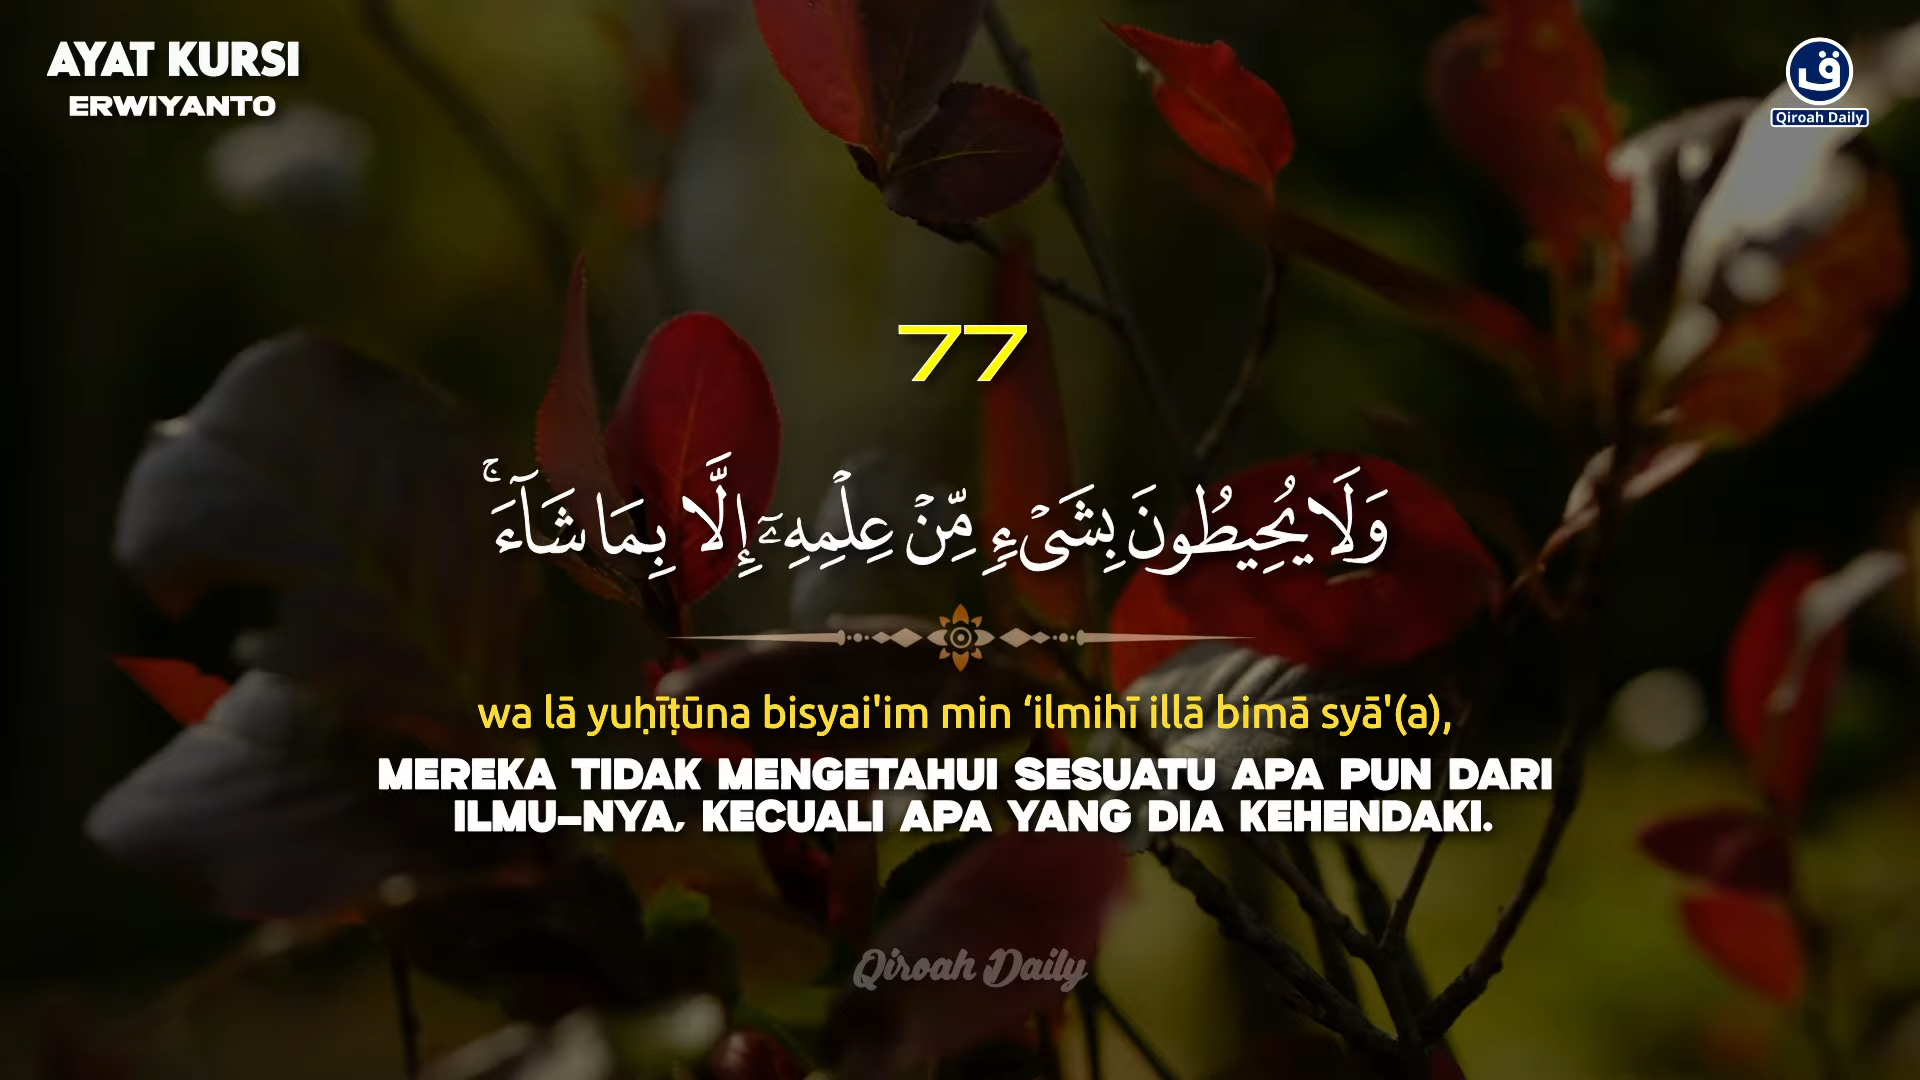 AYAT KURSI
ERWIYANTO
ق
Qiroah Daily
77
وَلَا يُحِيطُونَ بِشَىْءٍ مِّنْ عِلْمِهِۦٓ إِلَّا بِمَا شَآءَ ۚ
wa lā yuḥīṭūna bisyai'im min ‘ilmihī illā bimā syā'(a),
MEREKA TIDAK MENGETAHUI SESUATU APA PUN DARI
ILMU-NYA, KECUALI APA YANG DIA KEHENDAKI.
Qiroah Daily